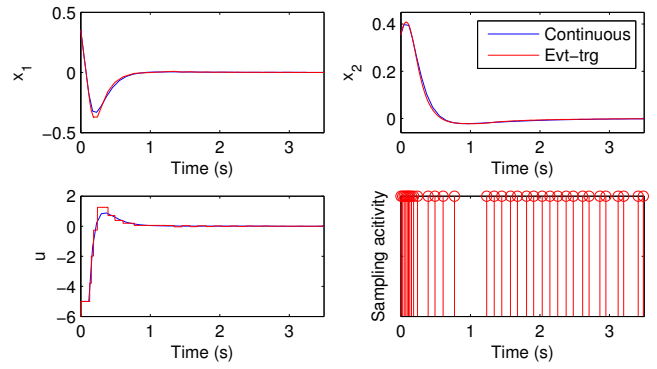 0.5
0
−0.5
x1
0 1 2 3
Time (s)
0.4
0.2
0
x2
Continuous
Evt−trg
0 1 2 3
Time (s)
2
0
−2
−4
−6
u
0 1 2 3
Time (s)
Sampling acitivity
0 1 2 3
Time (s)